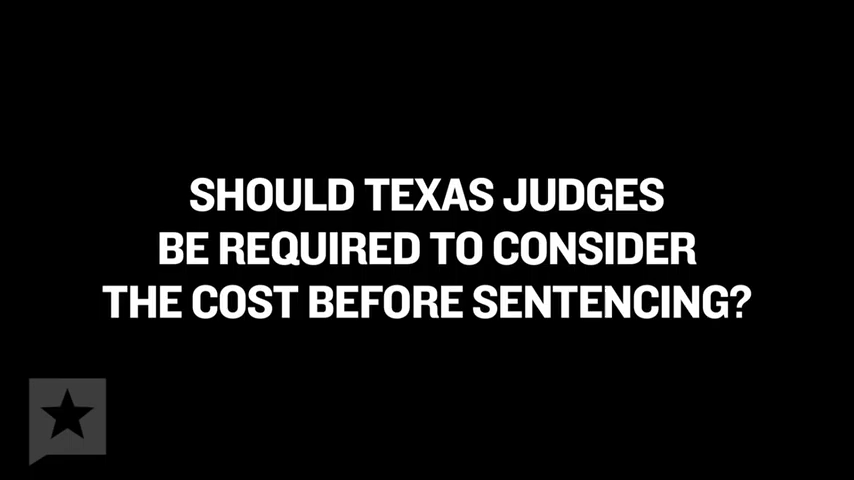 SHOULD TEXAS JUDGES
BE REQUIRED TO CONSIDER
THE COST BEFORE SENTENCING?